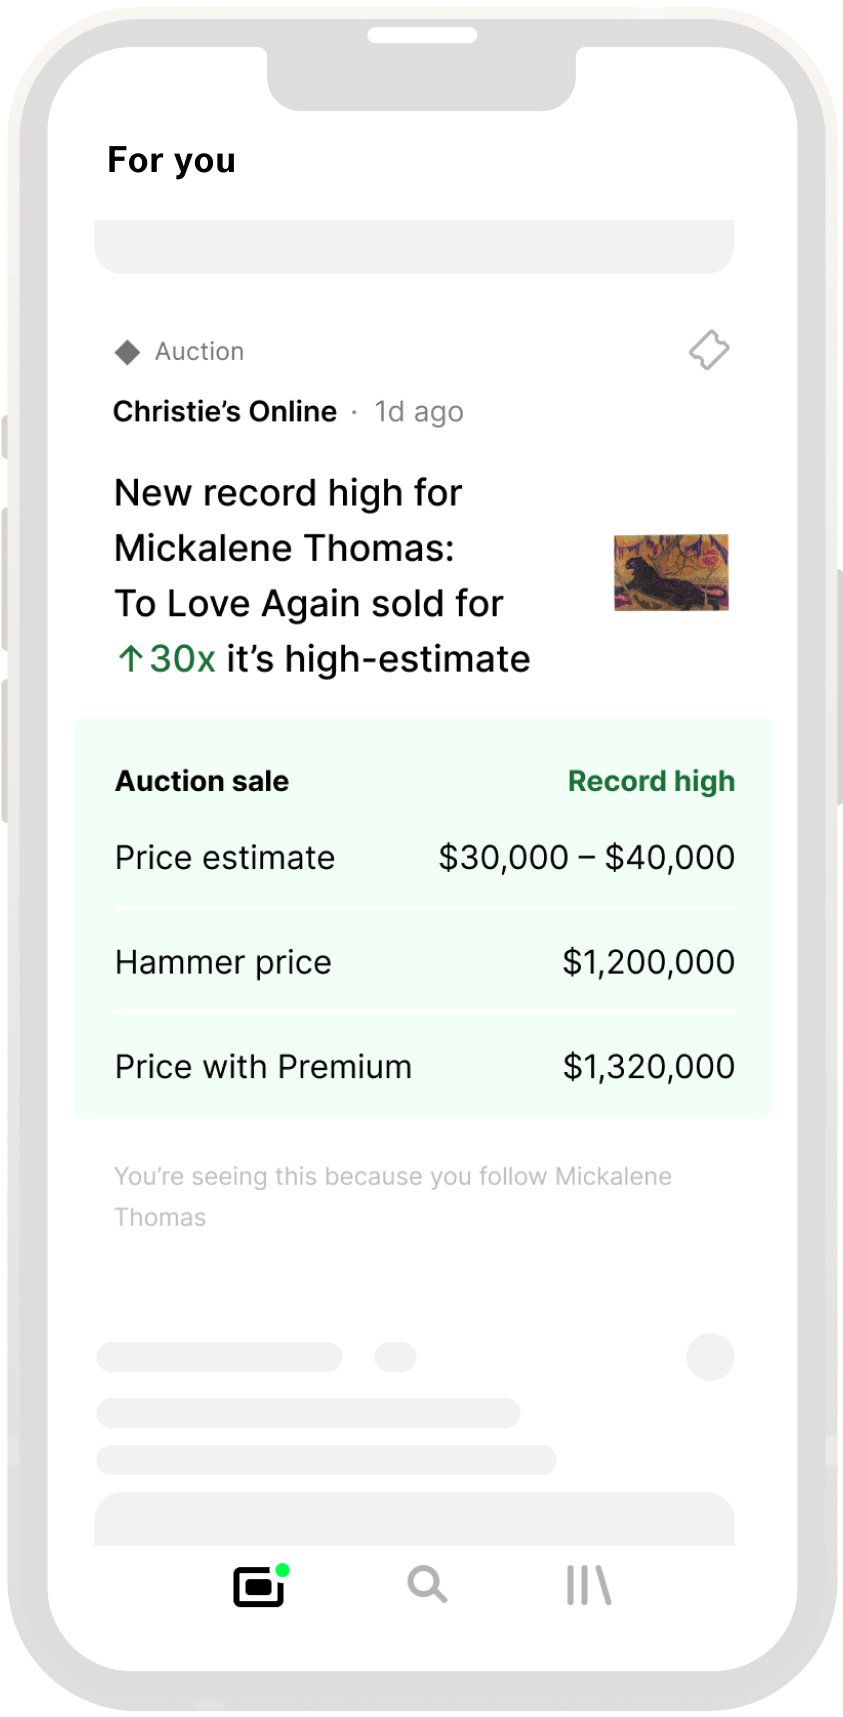 For you
Auction
Christie’s Online · 1d ago
New record high for
Mickalene Thomas:
To Love Again sold for
↑30x it’s high-estimate
Auction sale Record high
Price estimate $30,000 – $40,000
Hammer price $1,200,000
Price with Premium $1,320,000
You’re seeing this because you follow Mickalene
Thomas